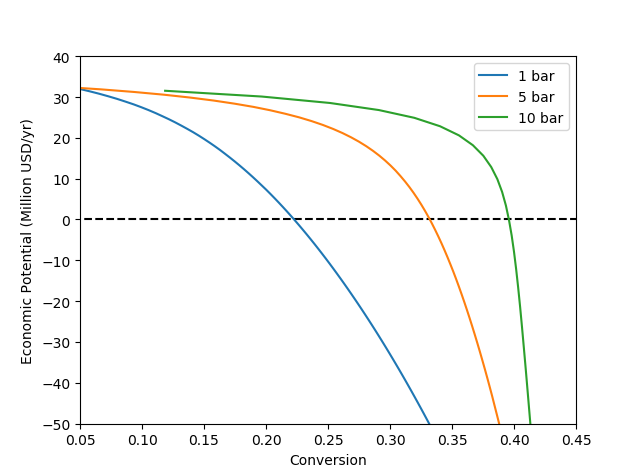 40
30
20
10
0
−10
−20
−30
−40
−50
Economic Potential (Million USD/yr)
1 bar
5 bar
10 bar
0.05 0.10 0.15 0.20 0.25 0.30 0.35 0.40 0.45
Conversion